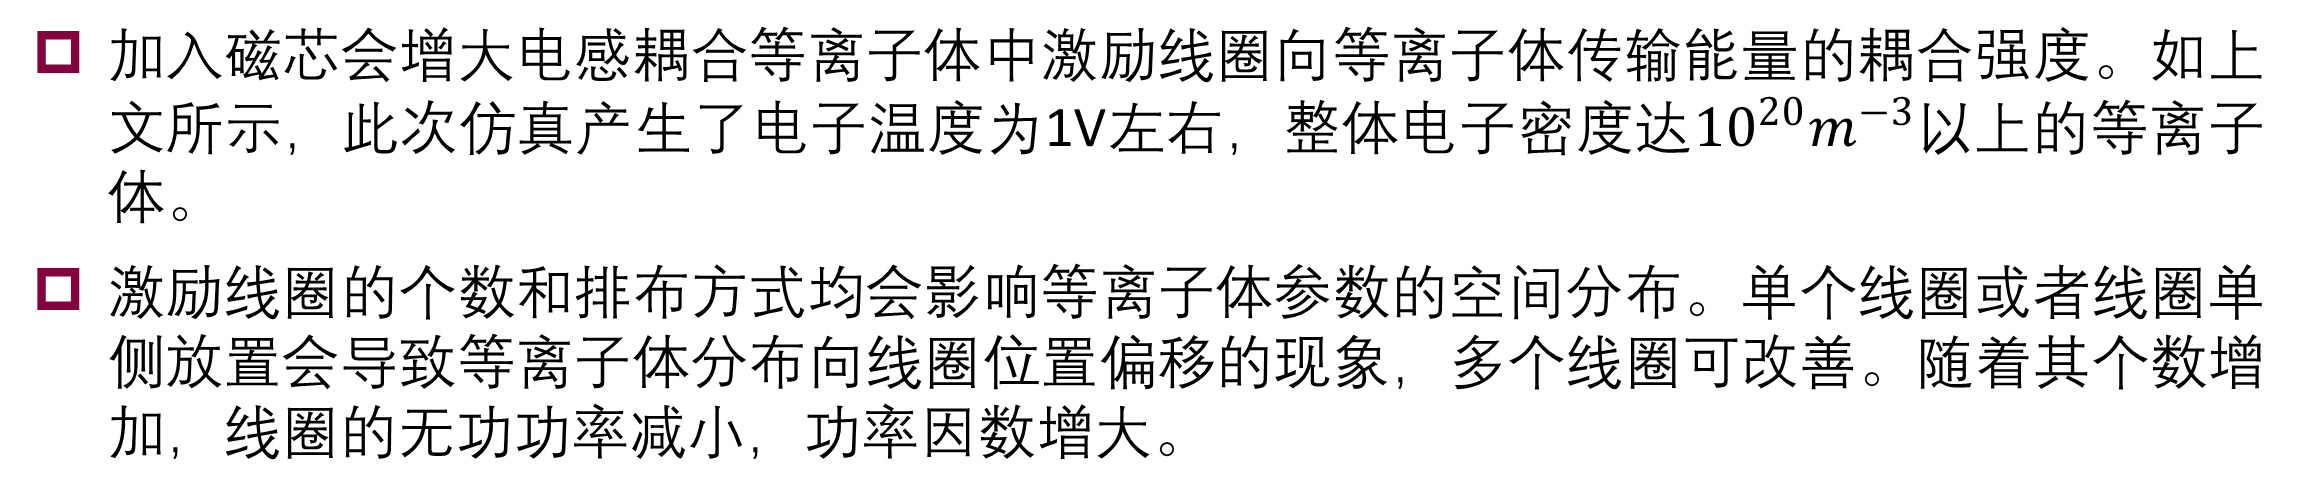 加入磁芯会增大电感耦合等离子体中激励线圈向等离子体传输能量的耦合强度。如上
文所示，此次仿真产生了电子温度为1V左右，整体电子密度达10²⁰m⁻³以上的等离子
体。
激励线圈的个数和排布方式均会影响等离子体参数的空间分布。单个线圈或者线圈单
侧放置会导致等离子体分布向线圈位置偏移的现象，多个线圈可改善。随着其个数增
加，线圈的无功功率减小，功率因数增大。